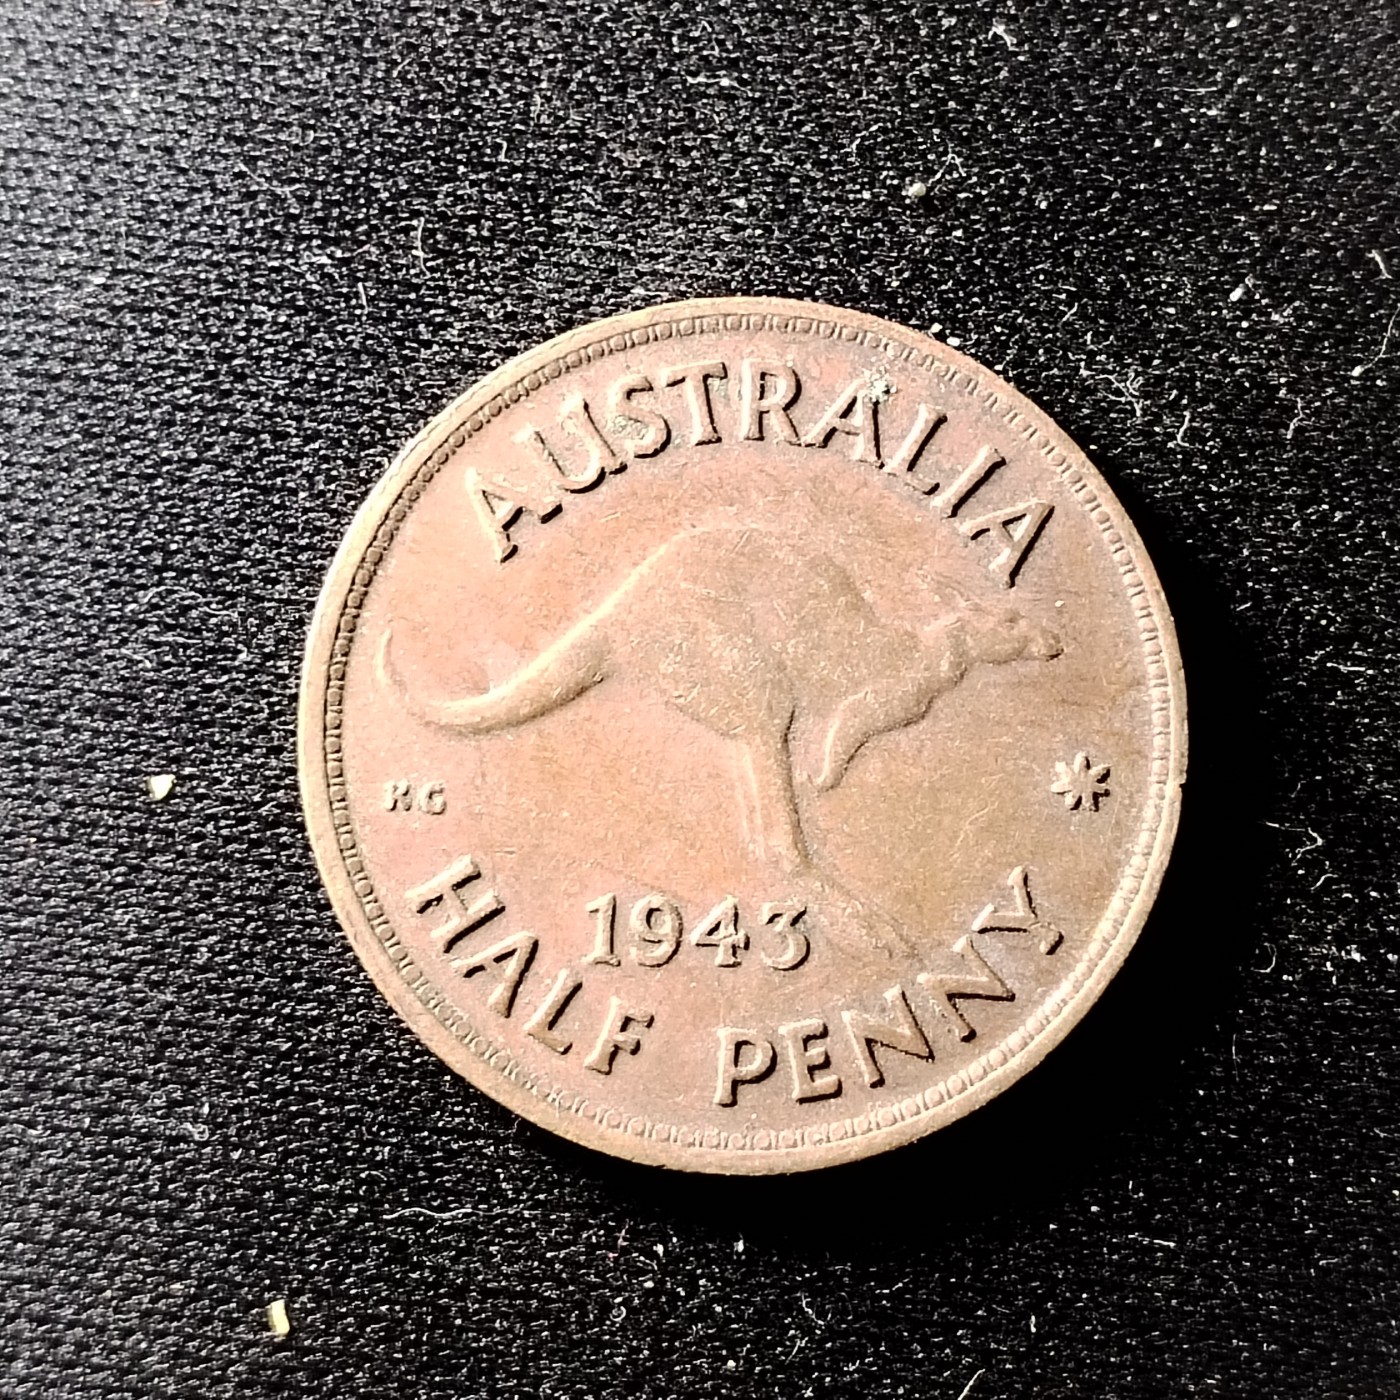 AUSTRALIA
KG
1943
HALF PENNY